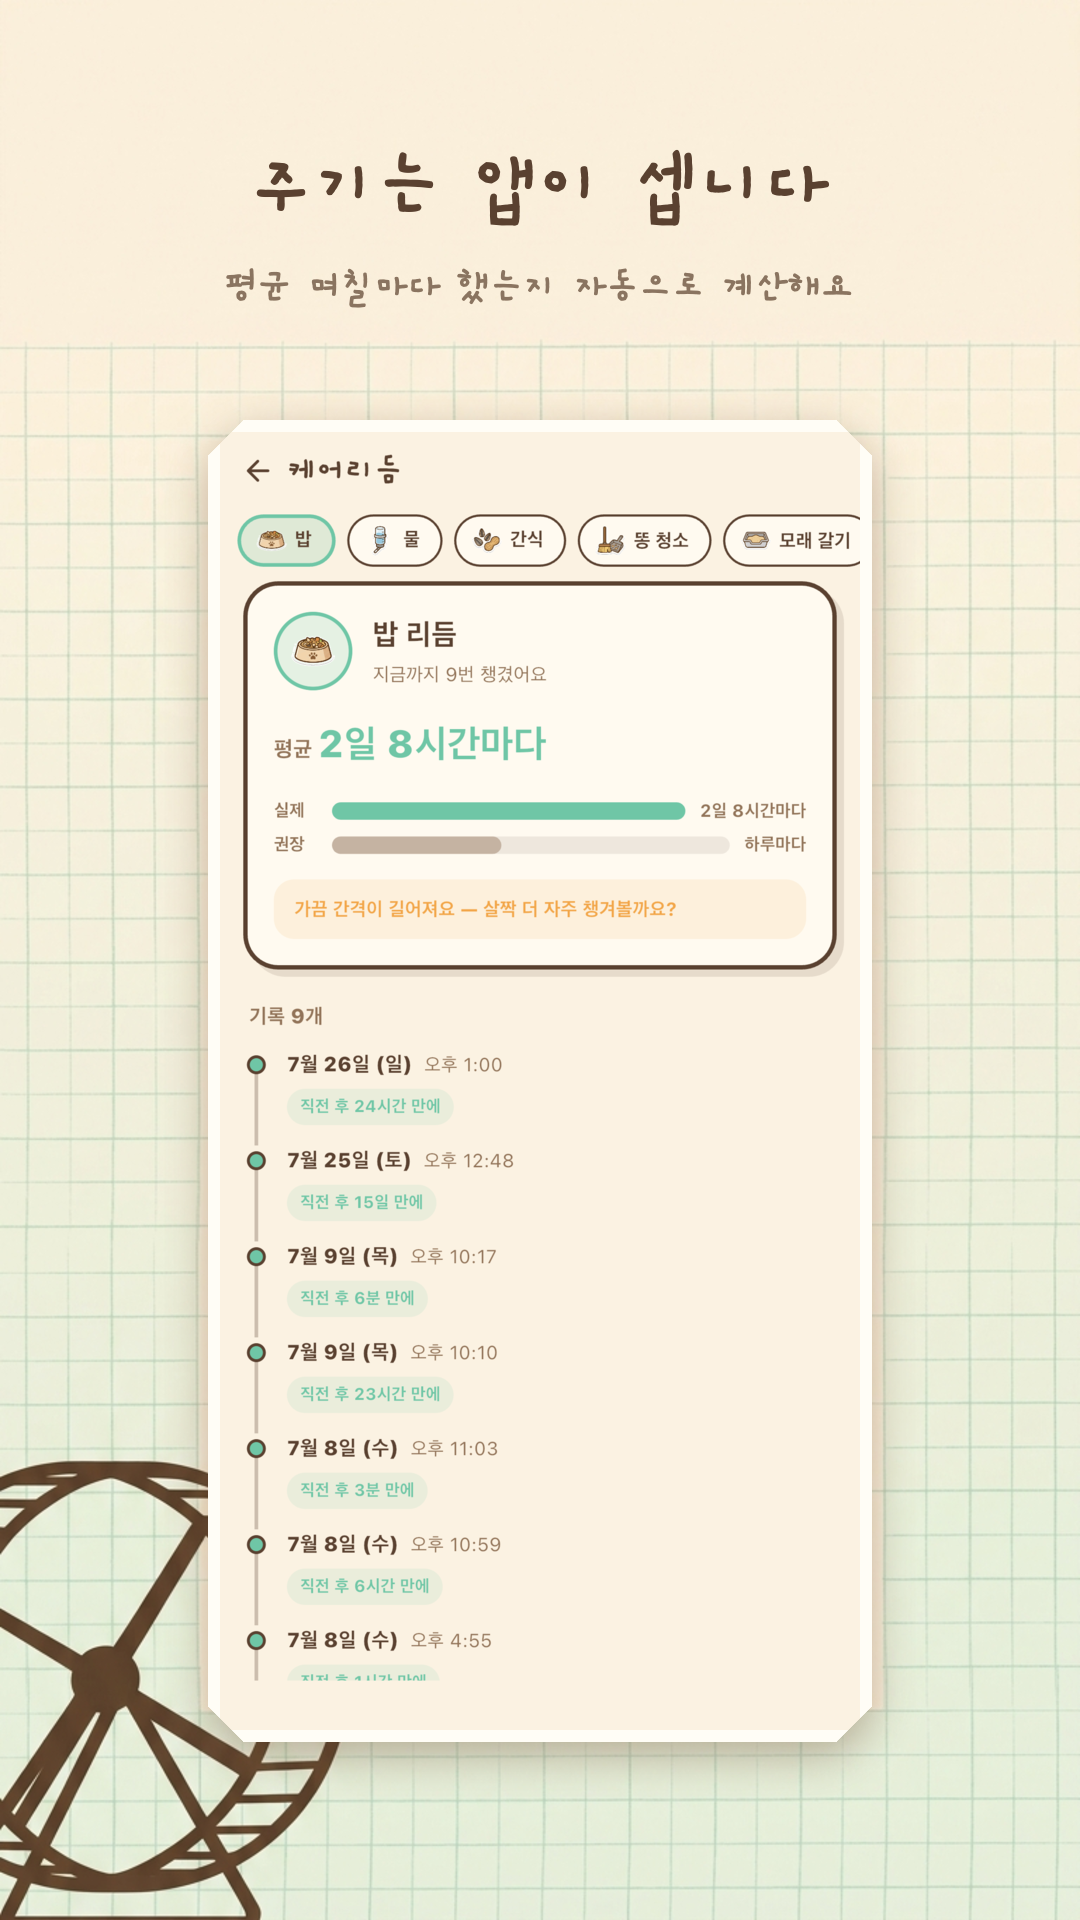 주기는 앱이 셉니다
평균 며칠마다 했는지 자동으로 계산해요
케어리듬
밥 물 간식 똥 청소 모래 갈기
밥 리듬
지금까지 9번 챙겼어요
평균 2일 8시간마다
실제 2일 8시간마다
권장 하루마다
가끔 간격이 길어져요 — 살짝 더 자주 챙겨볼까요?
기록 9개
7월 26일 (일) 오후 1:00
직전 후 24시간 만에
7월 25일 (토) 오후 12:48
직전 후 15일 만에
7월 9일 (목) 오후 10:17
직전 후 6분 만에
7월 9일 (목) 오후 10:10
직전 후 23시간 만에
7월 8일 (수) 오후 11:03
직전 후 3분 만에
7월 8일 (수) 오후 10:59
직전 후 6시간 만에
7월 8일 (수) 오후 4:55
직전 후 1시간 만에